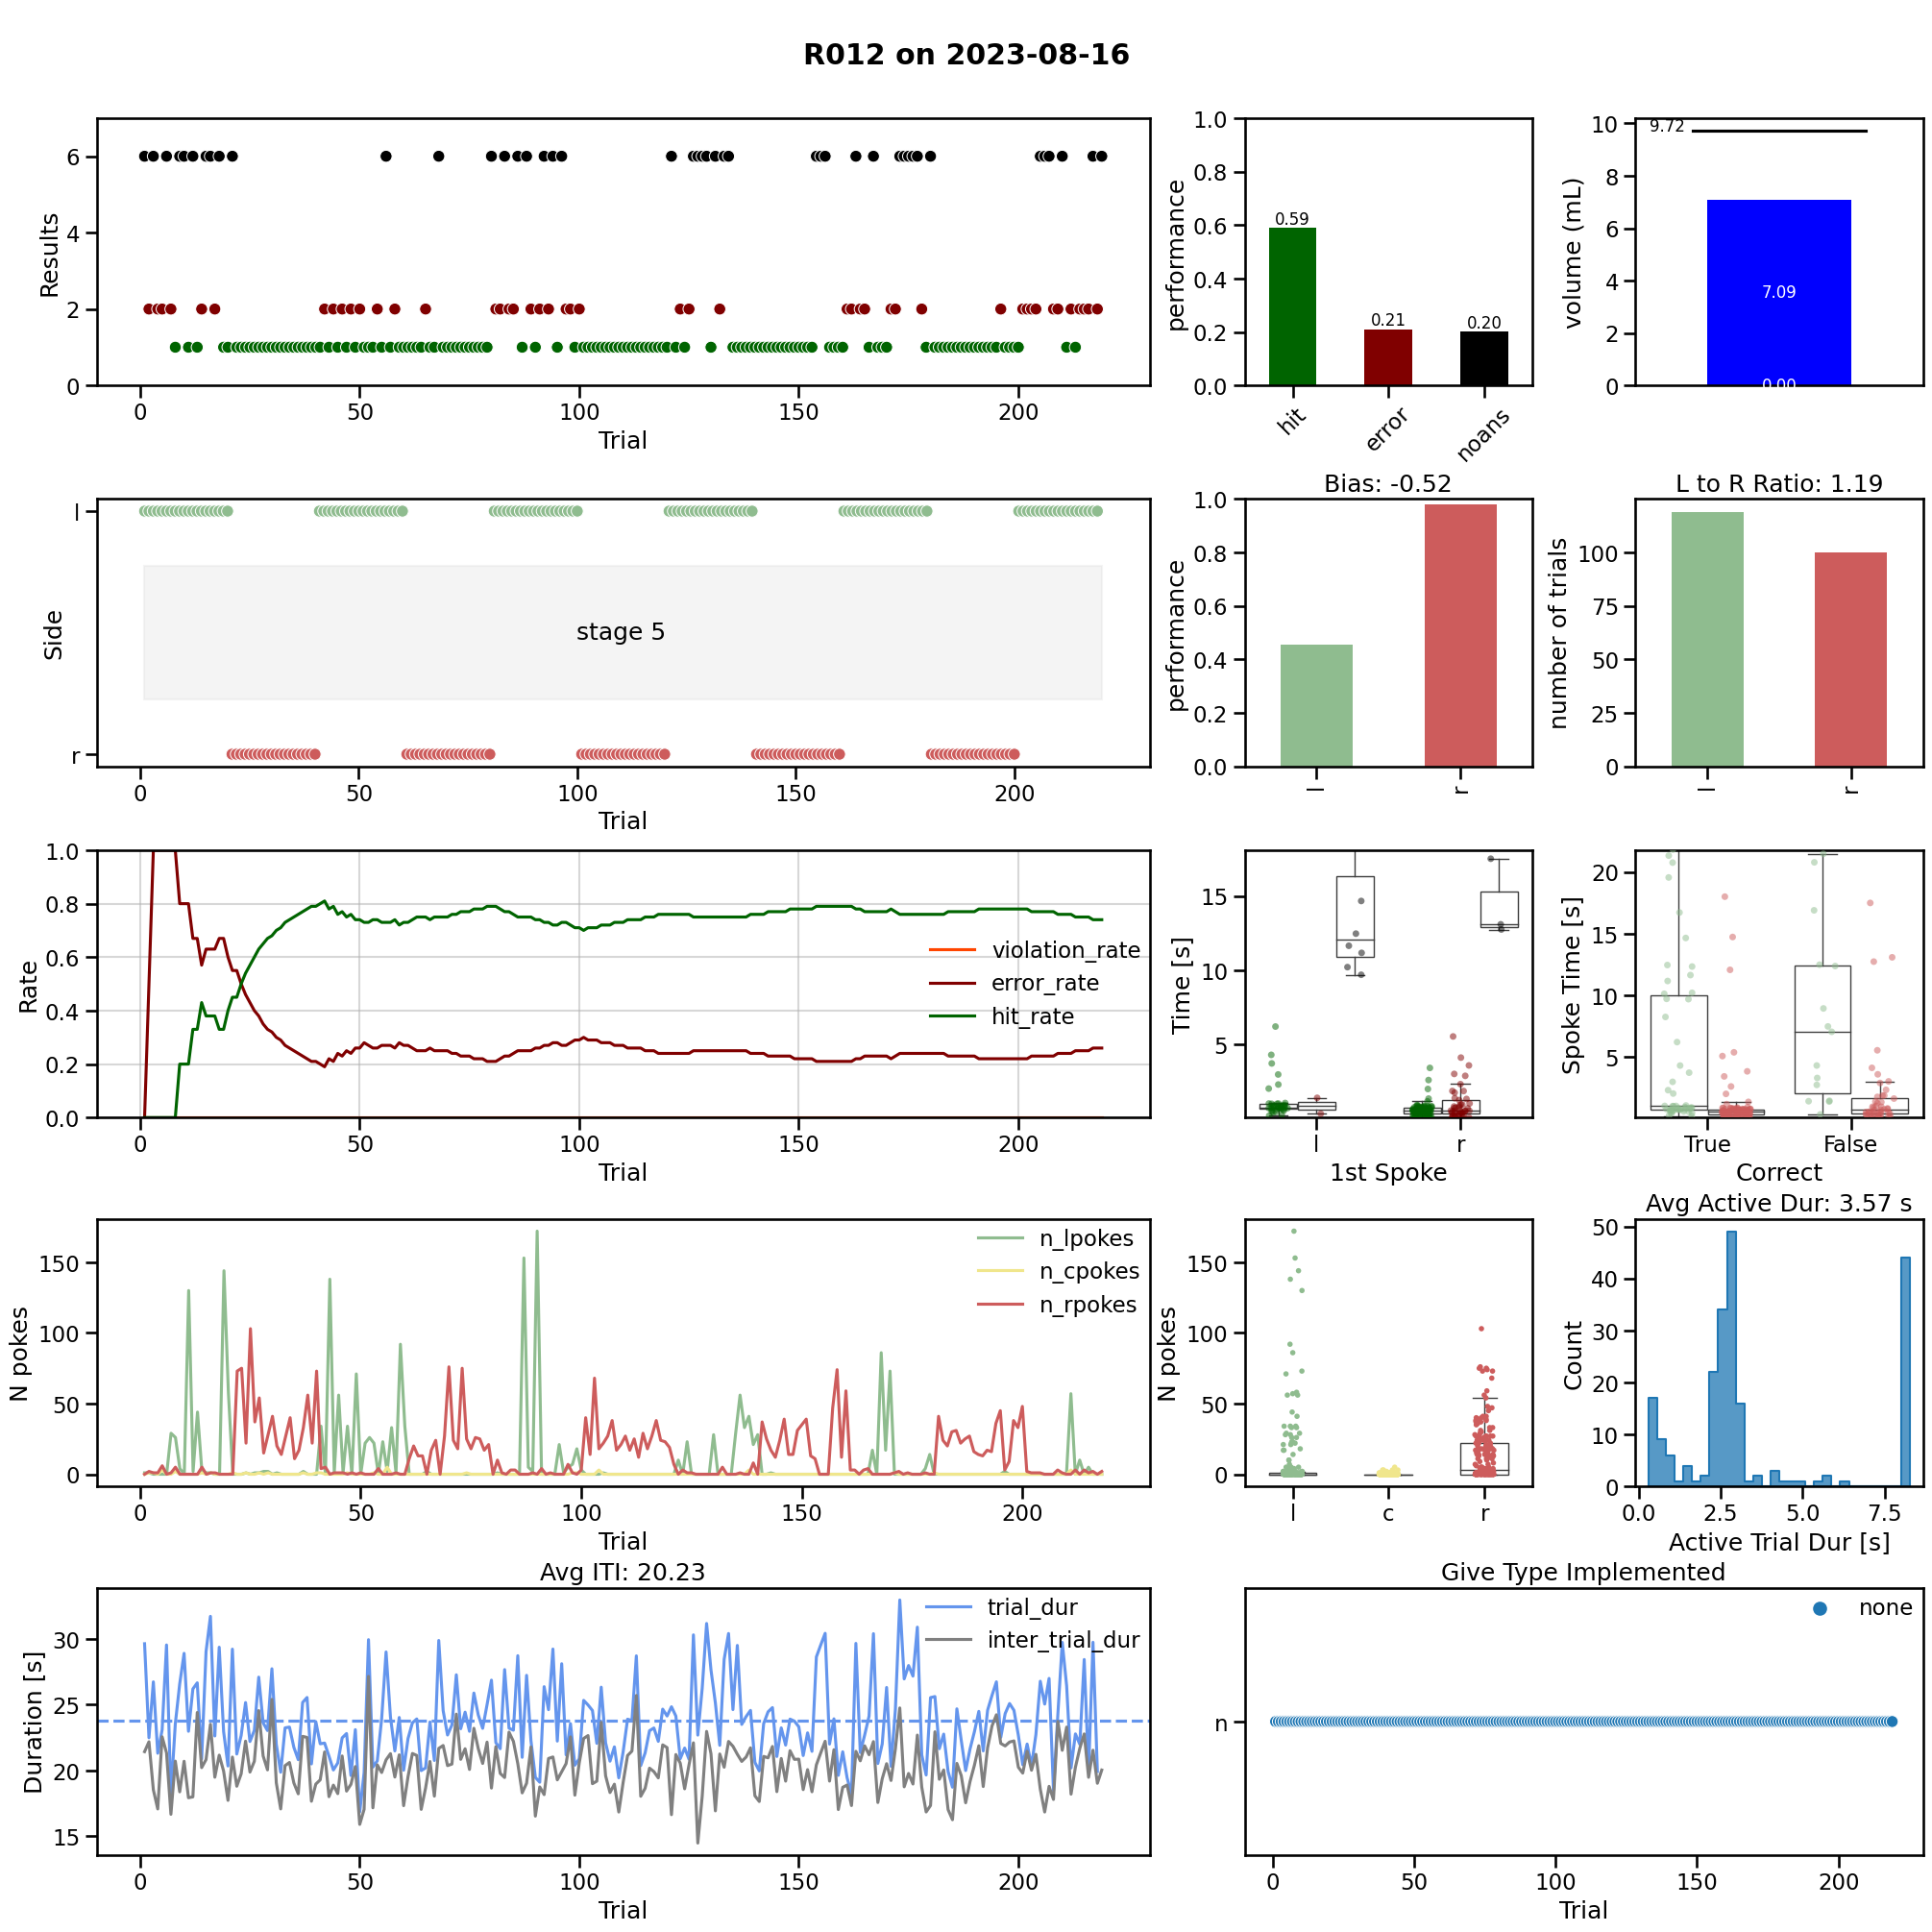 R012 on 2023-08-16
Results
6
4
2
0
0 50 100 150 200
Trial
performance
1.0
0.8
0.6
0.4
0.2
0.0
0.59
0.21
0.20
hit error noans
volume (mL)
10
8
6
4
2
0
9.72
7.09
0.00
Side
l
r
stage 5
0 50 100 150 200
Trial
Bias: -0.52
performance
1.0
0.8
0.6
0.4
0.2
0.0
l r
L to R Ratio: 1.19
number of trials
100
75
50
25
0
l r
Rate
1.0
0.8
0.6
0.4
0.2
0.0
violation_rate
error_rate
hit_rate
0 50 100 150 200
Trial
Time [s]
15
10
5
l r
1st Spoke
Spoke Time [s]
20
15
10
5
True False
Correct
N pokes
150
100
50
0
n_lpokes
n_cpokes
n_rpokes
0 50 100 150 200
Trial
N pokes
150
100
50
0
l c r
Avg Active Dur: 3.57 s
Count
50
40
30
20
10
0
0.0 2.5 5.0 7.5
Active Trial Dur [s]
Avg ITI: 20.23
Duration [s]
30
25
20
15
trial_dur
inter_trial_dur
0 50 100 150 200
Trial
Give Type Implemented
n
none
0 50 100 150 200
Trial